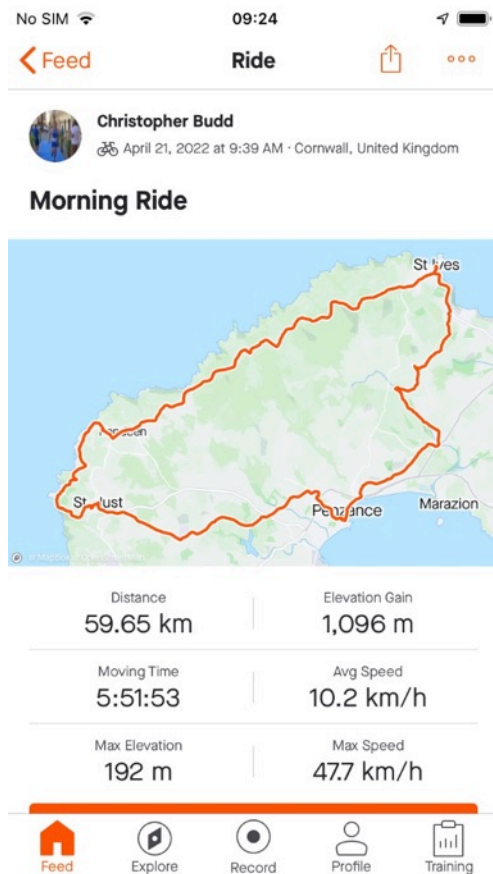 No SIM 09:24
Feed Ride
Christopher Budd
April 21, 2022 at 9:39 AM · Cornwall, United Kingdom
Morning Ride
St Ives
St Just
Penzance
Marazion
Distance Elevation Gain
59.65 km 1,096 m
Moving Time Avg Speed
5:51:53 10.2 km/h
Max Elevation Max Speed
192 m 47.7 km/h
Feed Explore Record Profile Training